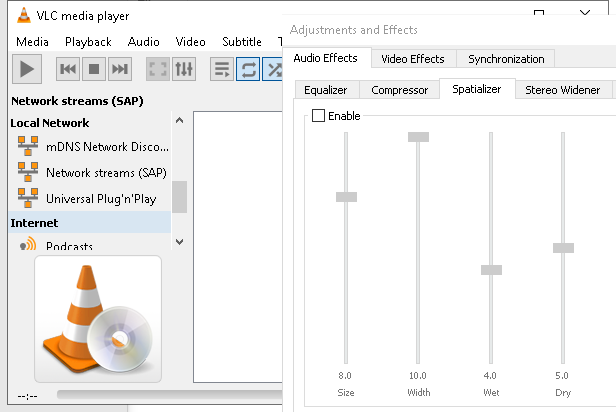 VLC media player
Media Playback Audio Video Subtitle T
Network streams (SAP)
Local Network
mDNS Network Disco...
Network streams (SAP)
Universal Plug'n'Play
Internet
Podcasts
--:--
Adjustments and Effects
Audio Effects Video Effects Synchronization
Equalizer Compressor Spatializer Stereo Widener
Enable
8.0 10.0 4.0 5.0
Size Width Wet Dry